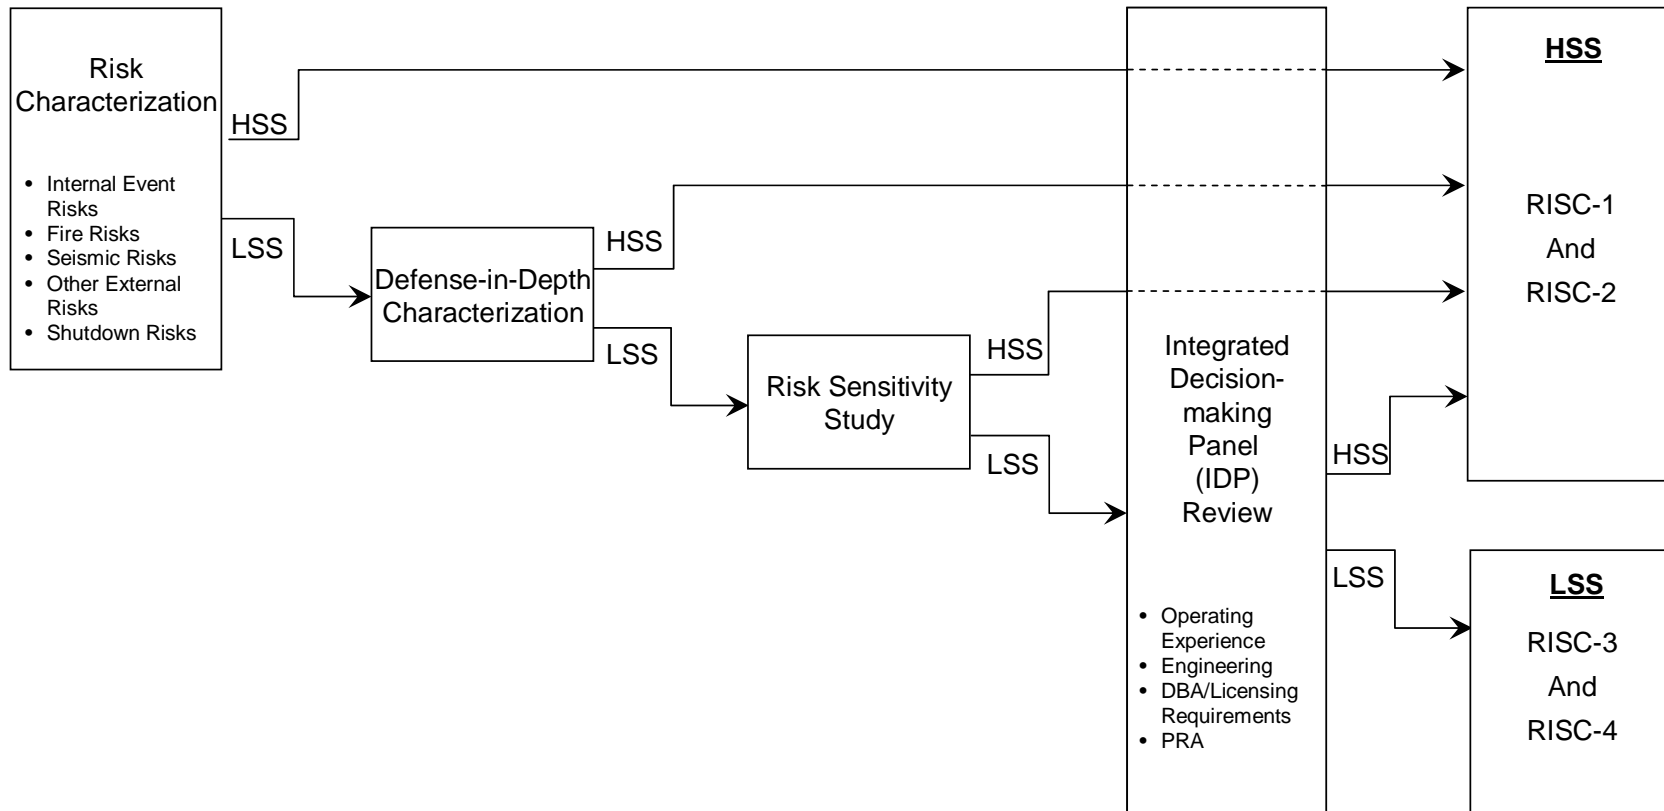 Risk
Characterization
• Internal Event
Risks
• Fire Risks
• Seismic Risks
• Other External
Risks
• Shutdown Risks
HSS
LSS
Defense-in-Depth
Characterization
HSS
LSS
Risk Sensitivity
Study
HSS
LSS
Integrated
Decision-
making
Panel
(IDP)
Review
• Operating
Experience
• Engineering
• DBA/Licensing
Requirements
• PRA
HSS
LSS
HSS
RISC-1
And
RISC-2
LSS
RISC-3
And
RISC-4